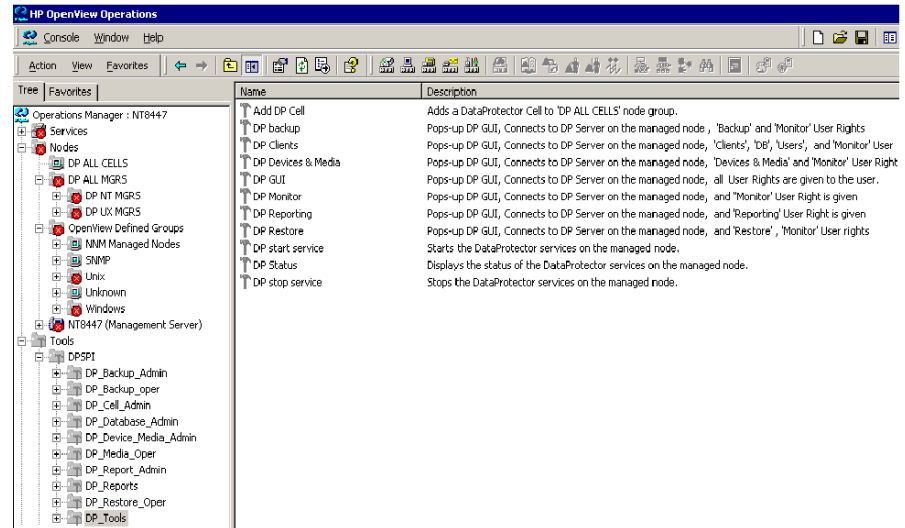 HP OpenView Operations
Console Window Help
Action View Favorites
Tree Favorites
Operations Manager : NT8447
Services
Nodes
DP ALL CELLS
DP ALL MGRS
DP NT MGRS
DP UX MGRS
OpenView Defined Groups
NNM Managed Nodes
SNMP
Unix
Unknown
Windows
NT8447 (Management Server)
Tools
DPSPI
DP_Backup_Admin
DP_Backup_oper
DP_Cell_Admin
DP_Database_Admin
DP_Device_Media_Admin
DP_Media_Oper
DP_Report_Admin
DP_Reports
DP_Restore_Oper
DP_Tools
Name Description
Add DP Cell Adds a DataProtector Cell to 'DP ALL CELLS' node group.
DP backup Pops-up DP GUI, Connects to DP Server on the managed node , 'Backup' and 'Monitor' User Rights
DP Clients Pops-up DP GUI, Connects to DP Server on the managed node, 'Clients', 'DB', 'Users', and 'Monitor' User
DP Devices & Media Pops-up DP GUI, Connects to DP Server on the managed node, 'Devices & Media' and 'Monitor' User Right
DP GUI Pops-up DP GUI, Connects to DP Server on the managed node, all User Rights are given to the user.
DP Monitor Pops-up DP GUI, Connects to DP Server on the managed node, and "Monitor' User Right is given
DP Reporting Pops-up DP GUI, Connects to DP Server on the managed node, and 'Reporting' User Right is given
DP Restore Pops-up DP GUI, Connects to DP Server on the managed node, and 'Restore' , 'Monitor' User rights
DP start service Starts the DataProtector services on the managed node.
DP Status Displays the status of the DataProtector services on the managed node.
DP stop service Stops the DataProtector services on the managed node.